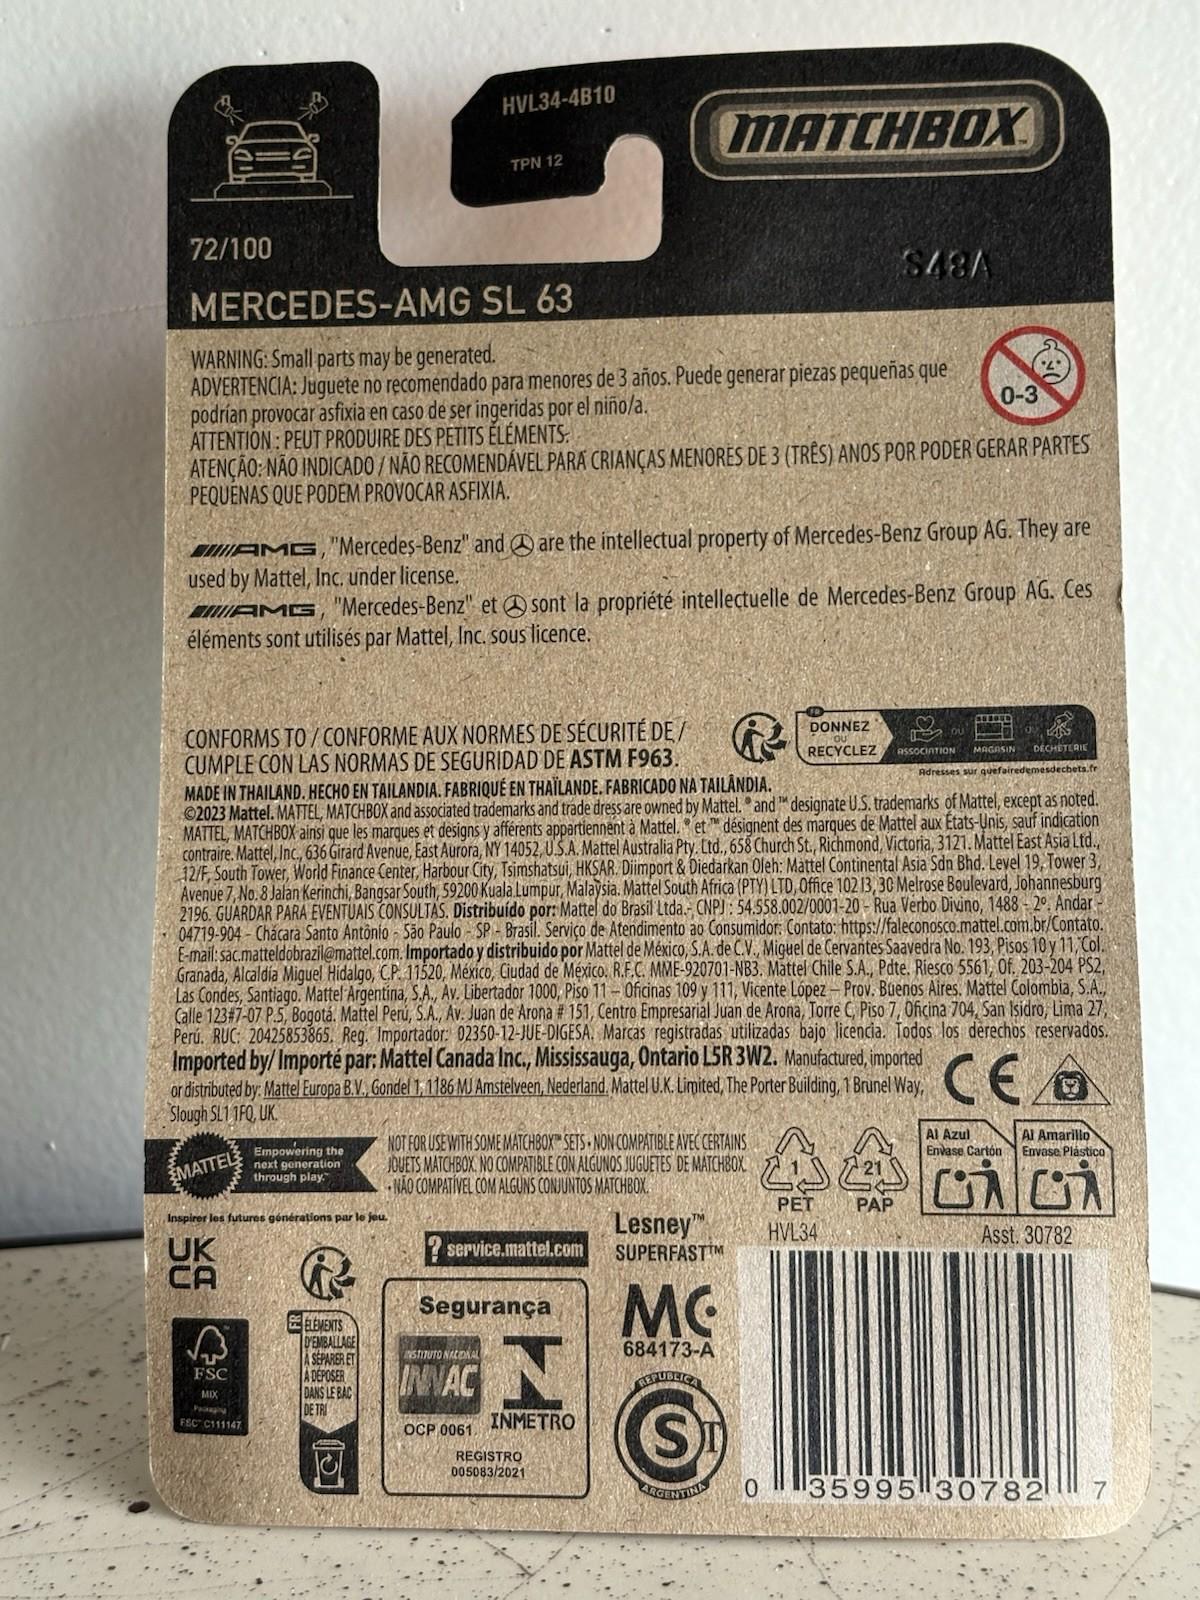 HVL34-4B10
TPN 12
MATCHBOX™
72/100
S48A
MERCEDES-AMG SL 63
WARNING: Small parts may be generated.
ADVERTENCIA: Juguete no recomendado para menores de 3 años. Puede generar piezas pequeñas que
podrían provocar asfixia en caso de ser ingeridas por el niño/a.
ATTENTION : PEUT PRODUIRE DES PETITS ÉLÉMENTS.
ATENÇÃO: NÃO INDICADO / NÃO RECOMENDÁVEL PARA CRIANÇAS MENORES DE 3 (TRÊS) ANOS POR PODER GERAR PARTES
PEQUENAS QUE PODEM PROVOCAR ASFIXIA.
0-3
AMG, "Mercedes-Benz" and are the intellectual property of Mercedes-Benz Group AG. They are
used by Mattel, Inc. under license.
AMG, "Mercedes-Benz" et sont la propriété intellectuelle de Mercedes-Benz Group AG. Ces
éléments sont utilisés par Mattel, Inc. sous licence.
CONFORMS TO / CONFORME AUX NORMES DE SÉCURITÉ DE /
CUMPLE CON LAS NORMAS DE SEGURIDAD DE ASTM F963.
FR
DONNEZ
OU
RECYCLEZ
ASSOCIATION
OU
MAGASIN
OU
DÉCHÈTERIE
Adresses sur quefairedemesdechets.fr
MADE IN THAILAND. HECHO EN TAILANDIA. FABRIQUÉ EN THAÏLANDE. FABRICADO NA TAILÂNDIA.
©2023 Mattel. MATTEL, MATCHBOX and associated trademarks and trade dress are owned by Mattel. ® and ™ designate U.S. trademarks of Mattel, except as noted.
MATTEL, MATCHBOX ainsi que les marques et designs y afférents appartiennent à Mattel. ® et ™ désignent des marques de Mattel aux États-Unis, sauf indication
contraire. Mattel, Inc., 636 Girard Avenue, East Aurora, NY 14052, U.S.A. Mattel Australia Pty. Ltd., 658 Church St., Richmond, Victoria, 3121. Mattel East Asia Ltd.,
12/F, South Tower, World Finance Center, Harbour City, Tsimshatsui, HKSAR. Diimport & Diedarkan Oleh: Mattel Continental Asia Sdn Bhd. Level 19, Tower 3,
Avenue 7, No. 8 Jalan Kerinchi, Bangsar South, 59200 Kuala Lumpur, Malaysia. Mattel South Africa (PTY) LTD, Office 102 I3, 30 Melrose Boulevard, Johannesburg
2196. GUARDAR PARA EVENTUAIS CONSULTAS. Distribuído por: Mattel do Brasil Ltda.- CNPJ : 54.558.002/0001-20 - Rua Verbo Divino, 1488 - 2º. Andar -
04719-904 - Chácara Santo Antônio - São Paulo - SP - Brasil. Serviço de Atendimento ao Consumidor: Contato: https://faleconosco.mattel.com.br/Contato.
E-mail: sac.matteldobrazil@mattel.com. Importado y distribuido por Mattel de México, S.A. de C.V., Miguel de Cervantes Saavedra No. 193, Pisos 10 y 11, Col.
Granada, Alcaldía Miguel Hidalgo, C.P. 11520, México, Ciudad de México. R.F.C. MME-920701-NB3. Mattel Chile S.A., Pdte. Riesco 5561, Of. 203-204 PS2,
Las Condes, Santiago. Mattel Argentina, S.A., Av. Libertador 1000, Piso 11 – Oficinas 109 y 111, Vicente López – Prov. Buenos Aires. Mattel Colombia, S.A.,
Calle 123#7-07 P.5, Bogotá. Mattel Perú, S.A., Av. Juan de Arona # 151, Centro Empresarial Juan de Arona, Torre C, Piso 7, Oficina 704, San Isidro, Lima 27,
Perú. RUC: 20425853865. Reg. Importador: 02350-12-JUE-DIGESA. Marcas registradas utilizadas bajo licencia. Todos los derechos reservados.
Imported by/ Importé par: Mattel Canada Inc., Mississauga, Ontario L5R 3W2. Manufactured, imported
or distributed by: Mattel Europa B.V., Gondel 1, 1186 MJ Amstelveen, Nederland. Mattel U.K. Limited, The Porter Building, 1 Brunel Way,
Slough SL1 1FQ, UK.
CE
MATTEL
Empowering the
next generation
through play.™
Inspirer les futures générations par le jeu.
NOT FOR USE WITH SOME MATCHBOX™ SETS • NON COMPATIBLE AVEC CERTAINS
JOUETS MATCHBOX. NO COMPATIBLE CON ALGUNOS JUGUETES DE MATCHBOX.
• NÃO COMPATÍVEL COM ALGUNS CONJUNTOS MATCHBOX.
1
PET
21
PAP
Al Azul
Envase Cartón
Al Amarillo
Envase Plástico
UK
CA
? service.mattel.com
Lesney™
SUPERFAST™
HVL34
Asst. 30782
FSC™
MIX
Packaging
FSC™ C111147
FR
ÉLÉMENTS
D'EMBALLAGE
À SÉPARER ET
À DÉPOSER
DANS LE BAC
DE TRI
Segurança
INSTITUTO NACIONAL
INNAC
OCP 0061
INMETRO
REGISTRO
005083/2021
MC
684173-A
REPUBLICA
S T
ARGENTINA
0 35995 30782 7